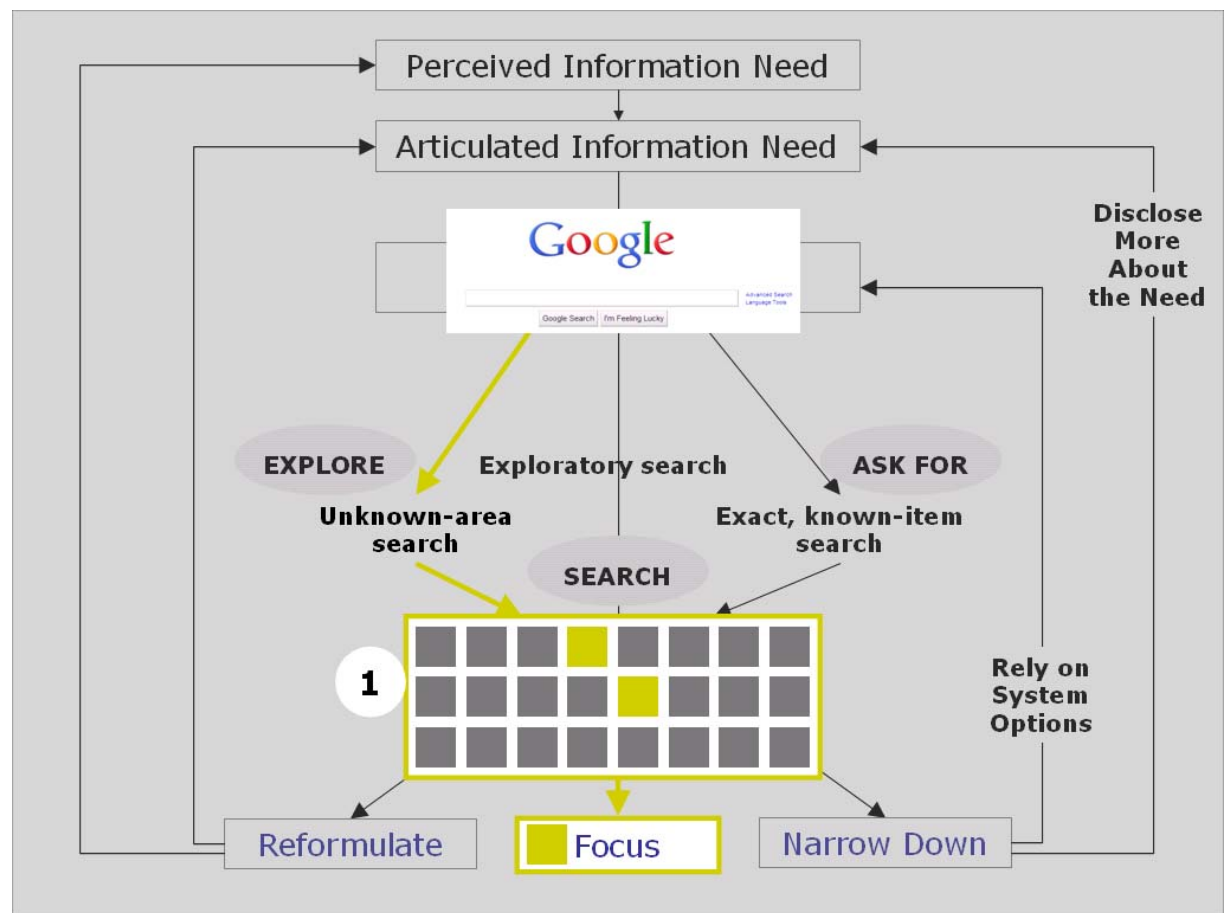 Perceived Information Need
Articulated Information Need
Google
Advanced Search
Language Tools
Google Search
I'm Feeling Lucky
Disclose
More
About
the Need
EXPLORE
Exploratory search
ASK FOR
Unknown-area
search
Exact, known-item
search
SEARCH
1
Rely on
System
Options
Reformulate
Focus
Narrow Down